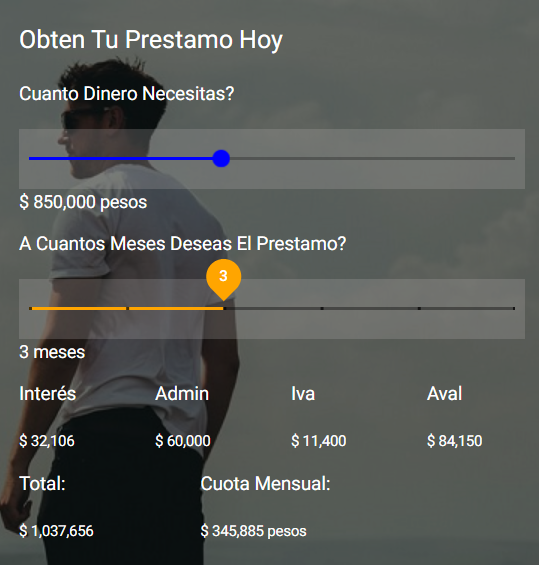 Obten Tu Prestamo Hoy
Cuanto Dinero Necesitas?
$ 850,000 pesos
A Cuantos Meses Deseas El Prestamo?
3
3 meses
Interés Admin Iva Aval
$ 32,106 $ 60,000 $ 11,400 $ 84,150
Total: Cuota Mensual:
$ 1,037,656 $ 345,885 pesos